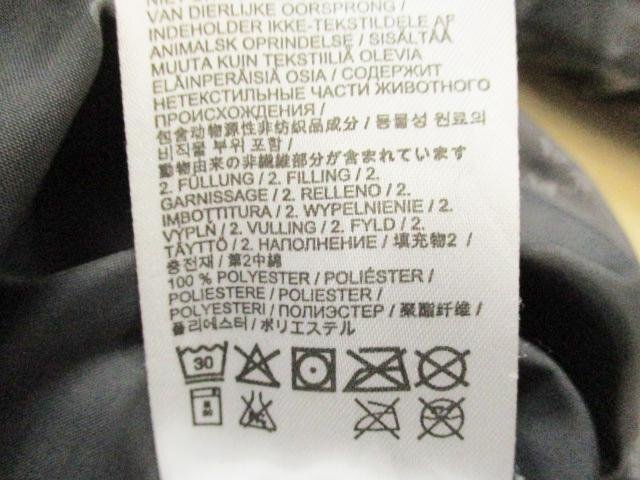 VAN DIERLIJKE OORSPRONG /
INDEHOLDER IKKE-TEKSTILDELE AF
ANIMALSK OPRINDELSE / SISÄLTÄÄ
MUUTA KUIN TEKSTIILIÄ OLEVIA
ELÄINPERÄISIÄ OSIA / СОДЕРЖИТ
НЕТЕКСТИЛЬНЫЕ ЧАСТИ ЖИВОТНОГО
ПРОИСХОЖДЕНИЯ /
包含动物源性非纺织品成分 / 동물성 원료의
비직물 부위 포함 /
動物由来の非繊維部分が含まれています
2. FÜLLUNG / 2. FILLING / 2.
GARNISSAGE / 2. RELLENO / 2.
IMBOTTITURA / 2. WYPEŁNIENIE / 2.
VÝPLŇ / 2. VULLING / 2. FYLD / 2.
TÄYTTÖ / 2. НАПОЛНЕНИЕ / 填充物2 /
충전재 / 第2中綿
100 % POLYESTER / POLIÉSTER /
POLIESTERE / POLIESTER /
POLYESTERI / ПОЛИЭСТЕР / 聚酯纤维 /
폴리에스터 / ポリエステル
30